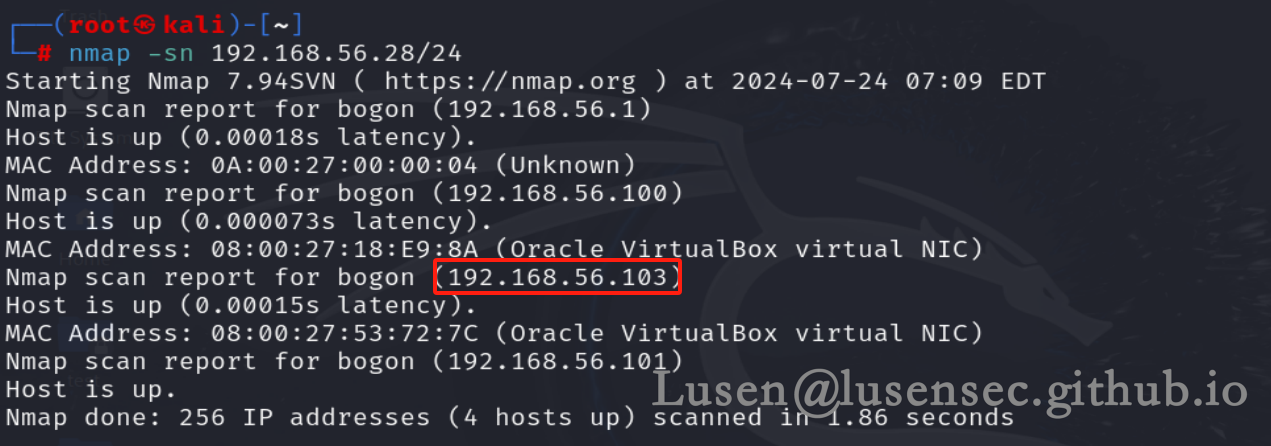 ┌──(root㉿kali)-[~]
└─# nmap -sn 192.168.56.28/24
Starting Nmap 7.94SVN ( https://nmap.org ) at 2024-07-24 07:09 EDT
Nmap scan report for bogon (192.168.56.1)
Host is up (0.00018s latency).
MAC Address: 0A:00:27:00:00:04 (Unknown)
Nmap scan report for bogon (192.168.56.100)
Host is up (0.000073s latency).
MAC Address: 08:00:27:18:E9:8A (Oracle VirtualBox virtual NIC)
Nmap scan report for bogon (192.168.56.103)
Host is up (0.00015s latency).
MAC Address: 08:00:27:53:72:7C (Oracle VirtualBox virtual NIC)
Nmap scan report for bogon (192.168.56.101)
Host is up.
Nmap done: 256 IP addresses (4 hosts up) scanned in 1.86 seconds
Lusen@lusensec.github.io